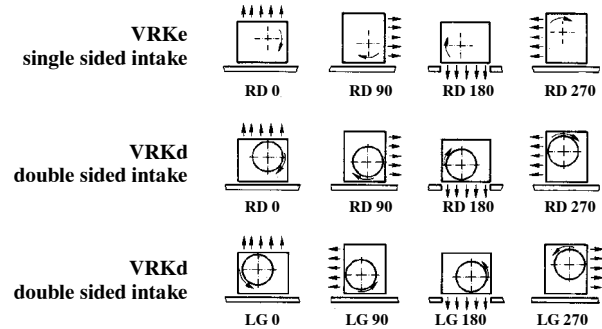 VRKe
single sided intake
RD 0 RD 90 RD 180 RD 270
VRKd
double sided intake
RD 0 RD 90 RD 180 RD 270
VRKd
double sided intake
LG 0 LG 90 LG 180 LG 270